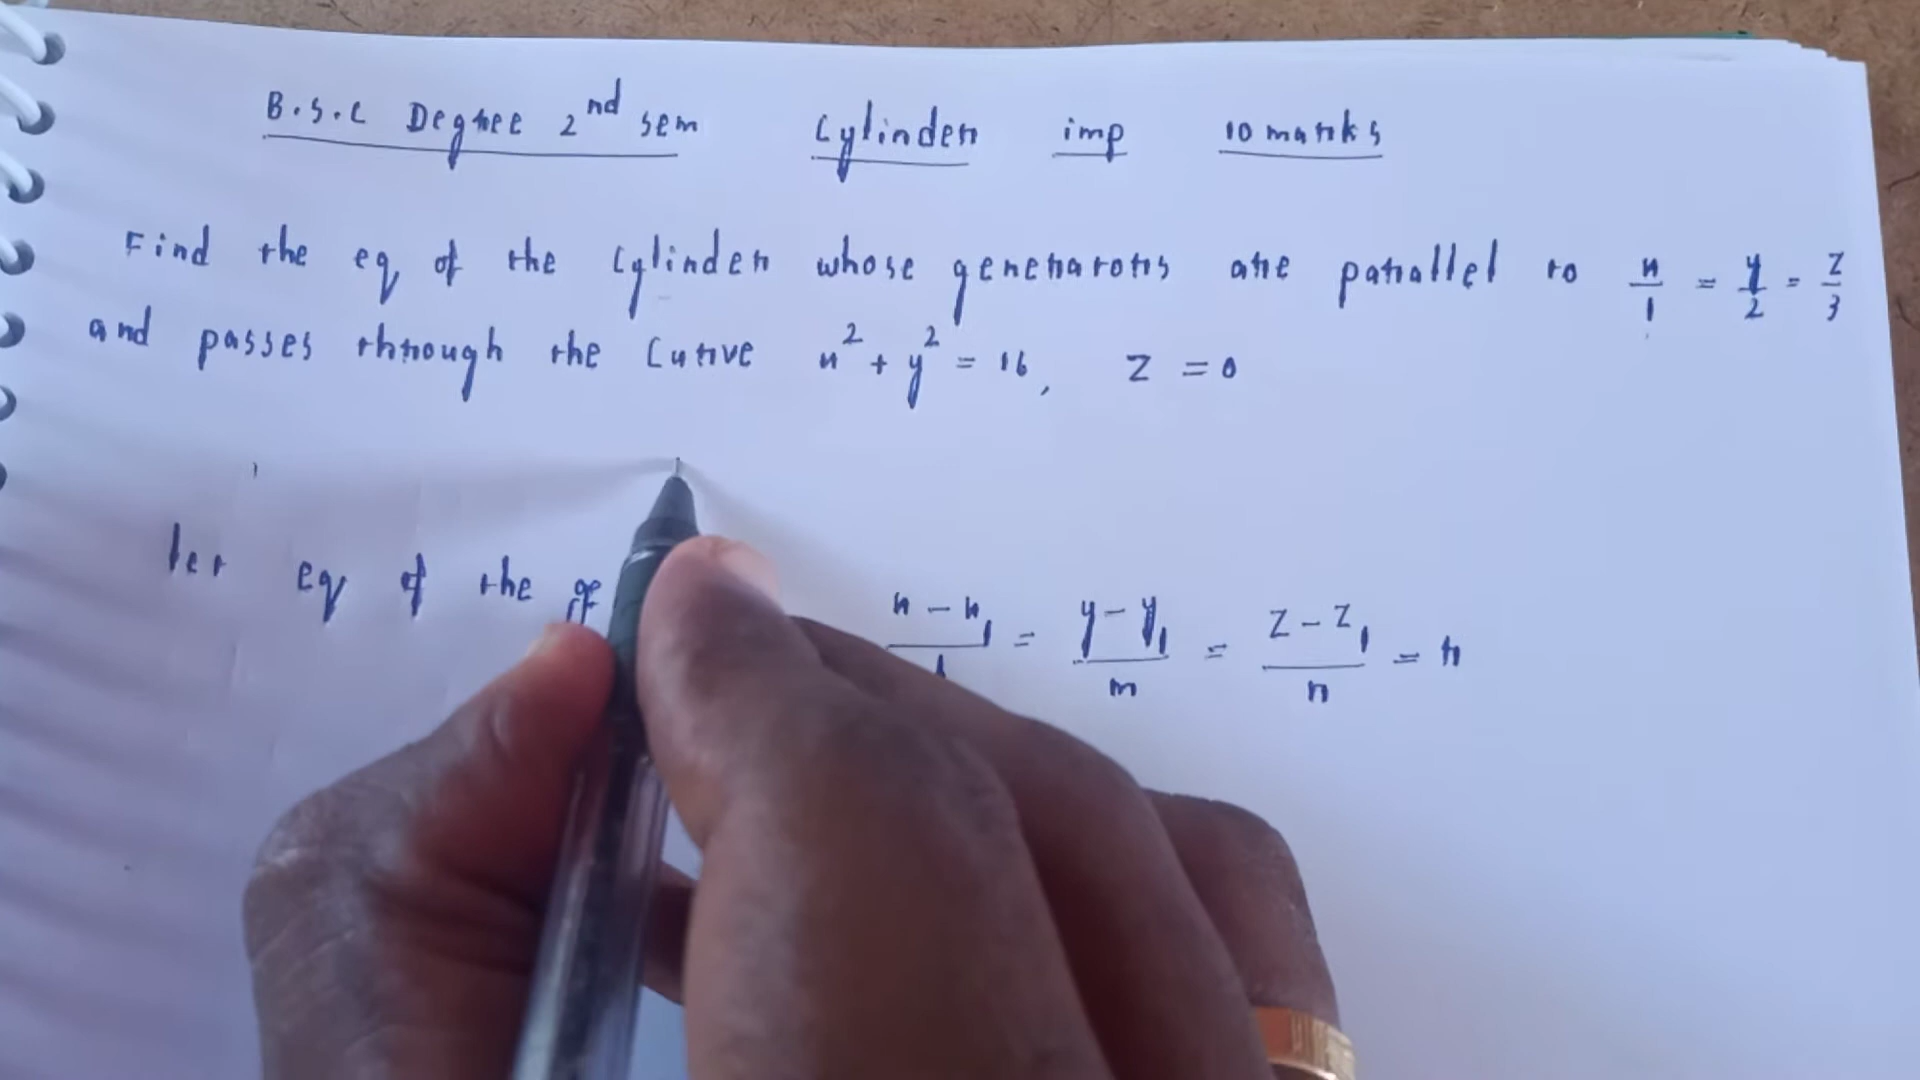 B.S.C Degree 2nd sem Cylinder imp 10 marks
Find the eq of the Cylinder whose generators are parallel to x/1 = y/2 = z/3
and passes through the Curve x² + y² = 16, z = 0
let eq of the (x - x₁)/l = (y - y₁)/m = (z - z₁)/n = r